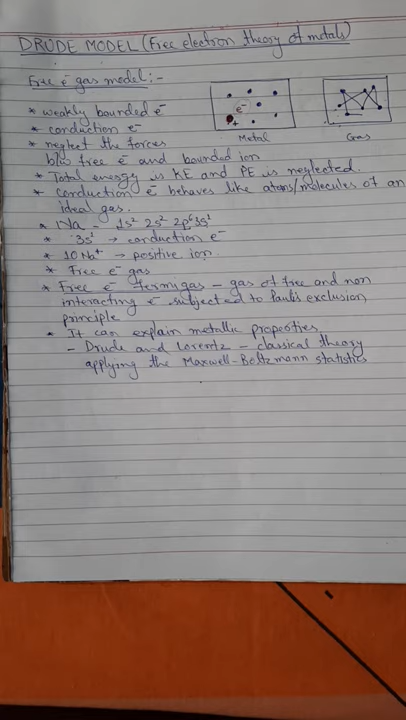 DRUDE MODEL (Free electron theory of metals)
Free e⁻ gas model:-
* weakly bounded e⁻
* conduction e⁻
* neglect the forces
b/w free e⁻ and bounded ion
e⁻
+
Metal
Gas
* Total energy is KE and PE is neglected.
* Conduction e⁻ behaves like atoms/molecules of an
ideal gas.
* Na - 1s² 2s² 2p⁶ 3s¹
* 3s¹ → conduction e⁻
* 10 Na⁺ → positive ion
* Free e⁻ gas
* Free e⁻ fermi gas - gas of free and non
interacting e⁻ subjected to Pauli's exclusion
principle
* It can explain metallic properties
- Drude and Lorentz - classical theory
applying the Maxwell-Boltzmann statistics